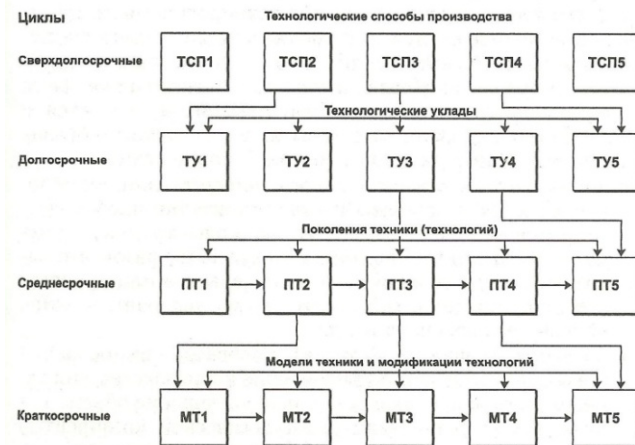 Циклы
Технологические способы производства
Сверхдолгосрочные
ТСП1 ТСП2 ТСП3 ТСП4 ТСП5
Технологические уклады
Долгосрочные
ТУ1 ТУ2 ТУ3 ТУ4 ТУ5
Поколения техники (технологий)
Среднесрочные
ПТ1 ПТ2 ПТ3 ПТ4 ПТ5
Модели техники и модификации технологий
Краткосрочные
МТ1 МТ2 МТ3 МТ4 МТ5